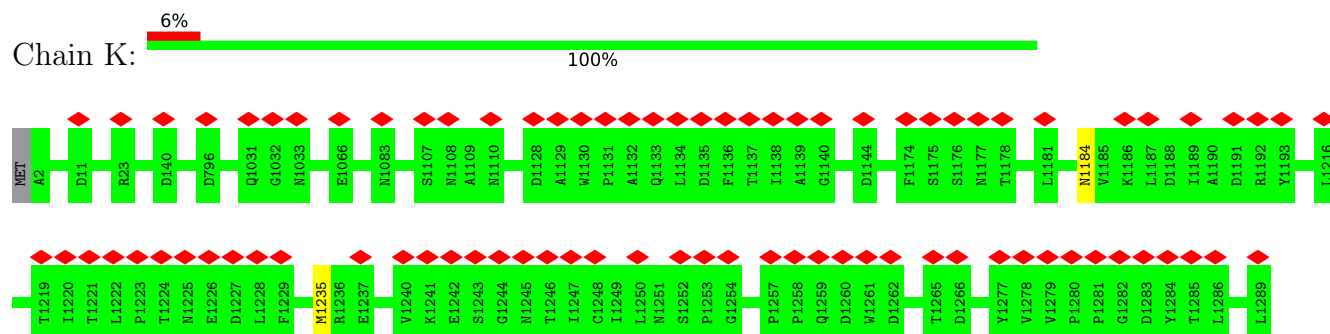 6%
Chain K:
100%
MET A2 D11 R23 D140 D796 Q1031 G1032 N1033 E1066 N1083 S1107 N1108 A1109 N1110 D1128 A1129 W1130 P1131 A1132 Q1133 L1134 D1135 F1136 T1137 I1138 A1139 G1140 D1144 F1174 S1175 S1176 N1177 T1178 L1181 N1184 V1185 K1186 L1187 D1188 I1189 A1190 D1191 R1192 Y1193 L1216
T1219 I1220 T1221 L1222 P1223 T1224 N1225 E1226 D1227 L1228 F1229 M1235 R1236 E1237 V1240 K1241 E1242 S1243 G1244 N1245 T1246 I1247 C1248 I1249 L1250 N1251 S1252 P1253 G1254 P1257 P1258 Q1259 D1260 W1261 D1262 T1265 D1266 Y1277 V1278 V1279 P1280 P1281 G1282 D1283 Y1284 T1285 L1286 L1289